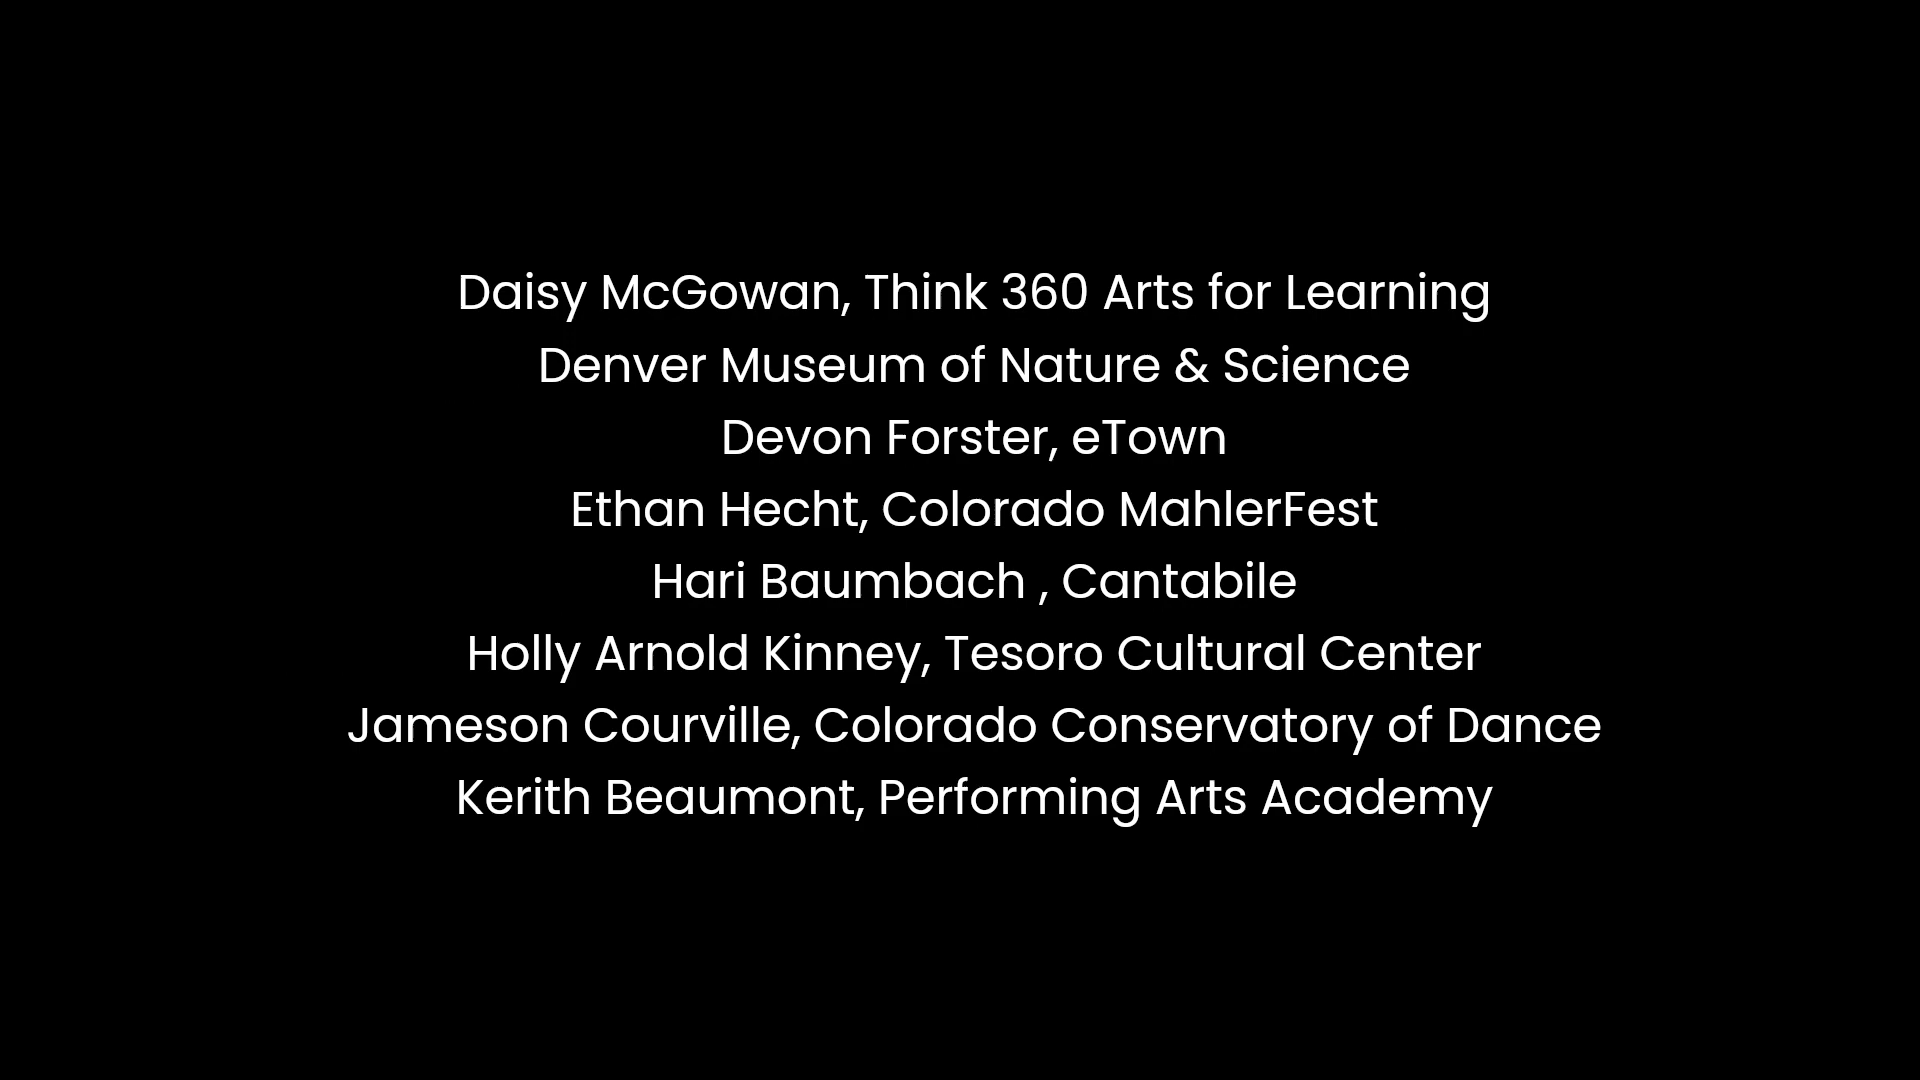 Daisy McGowan, Think 360 Arts for Learning
Denver Museum of Nature & Science
Devon Forster, eTown
Ethan Hecht, Colorado MahlerFest
Hari Baumbach , Cantabile
Holly Arnold Kinney, Tesoro Cultural Center
Jameson Courville, Colorado Conservatory of Dance
Kerith Beaumont, Performing Arts Academy